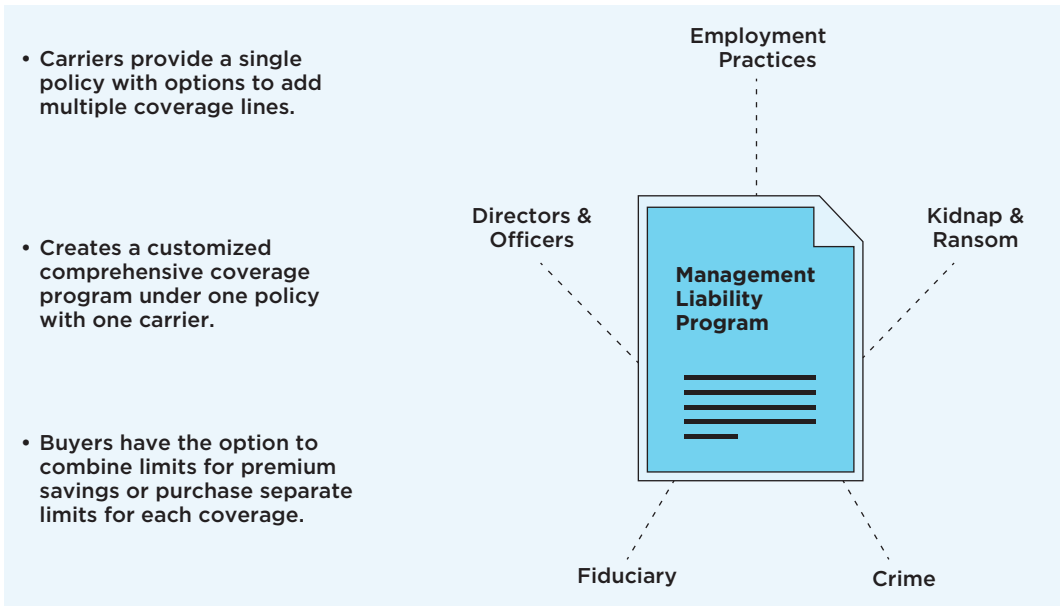 • Carriers provide a single
policy with options to add
multiple coverage lines.
• Creates a customized
comprehensive coverage
program under one policy
with one carrier.
• Buyers have the option to
combine limits for premium
savings or purchase separate
limits for each coverage.
Employment
Practices
Directors &
Officers
Kidnap &
Ransom
Management
Liability
Program
Fiduciary
Crime